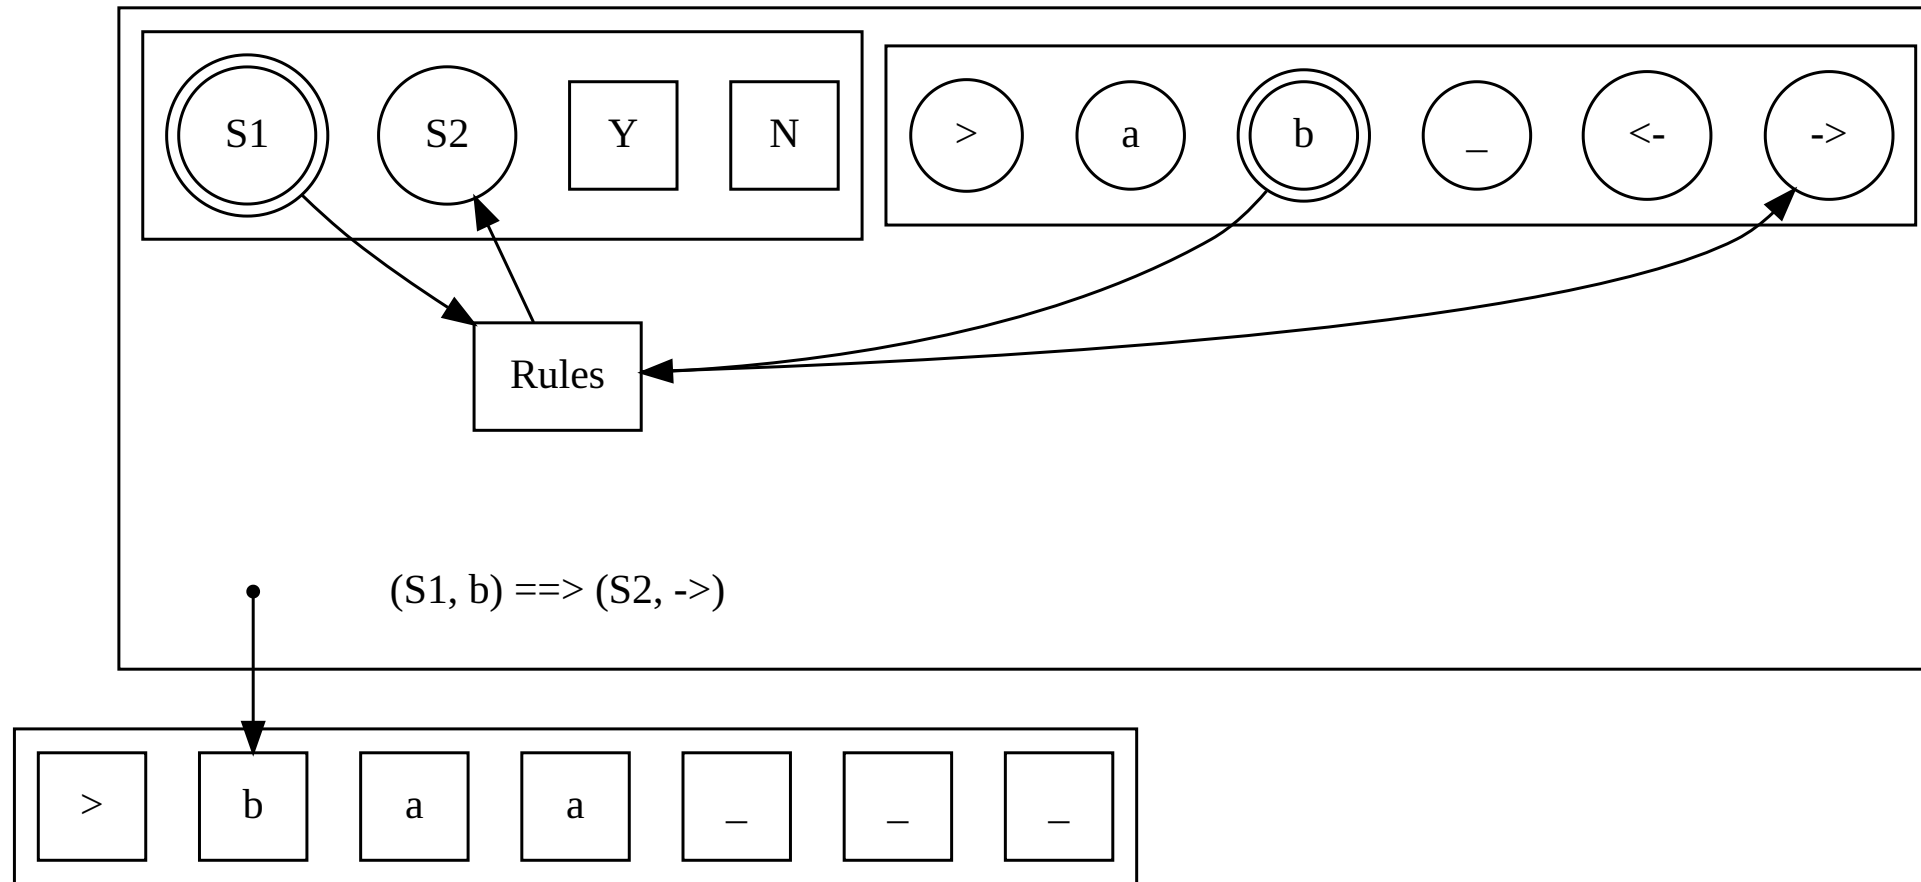 S1 S2 Y N > a b _ <- ->
Rules
(S1, b) ==> (S2, ->)
> b a a _ _ _